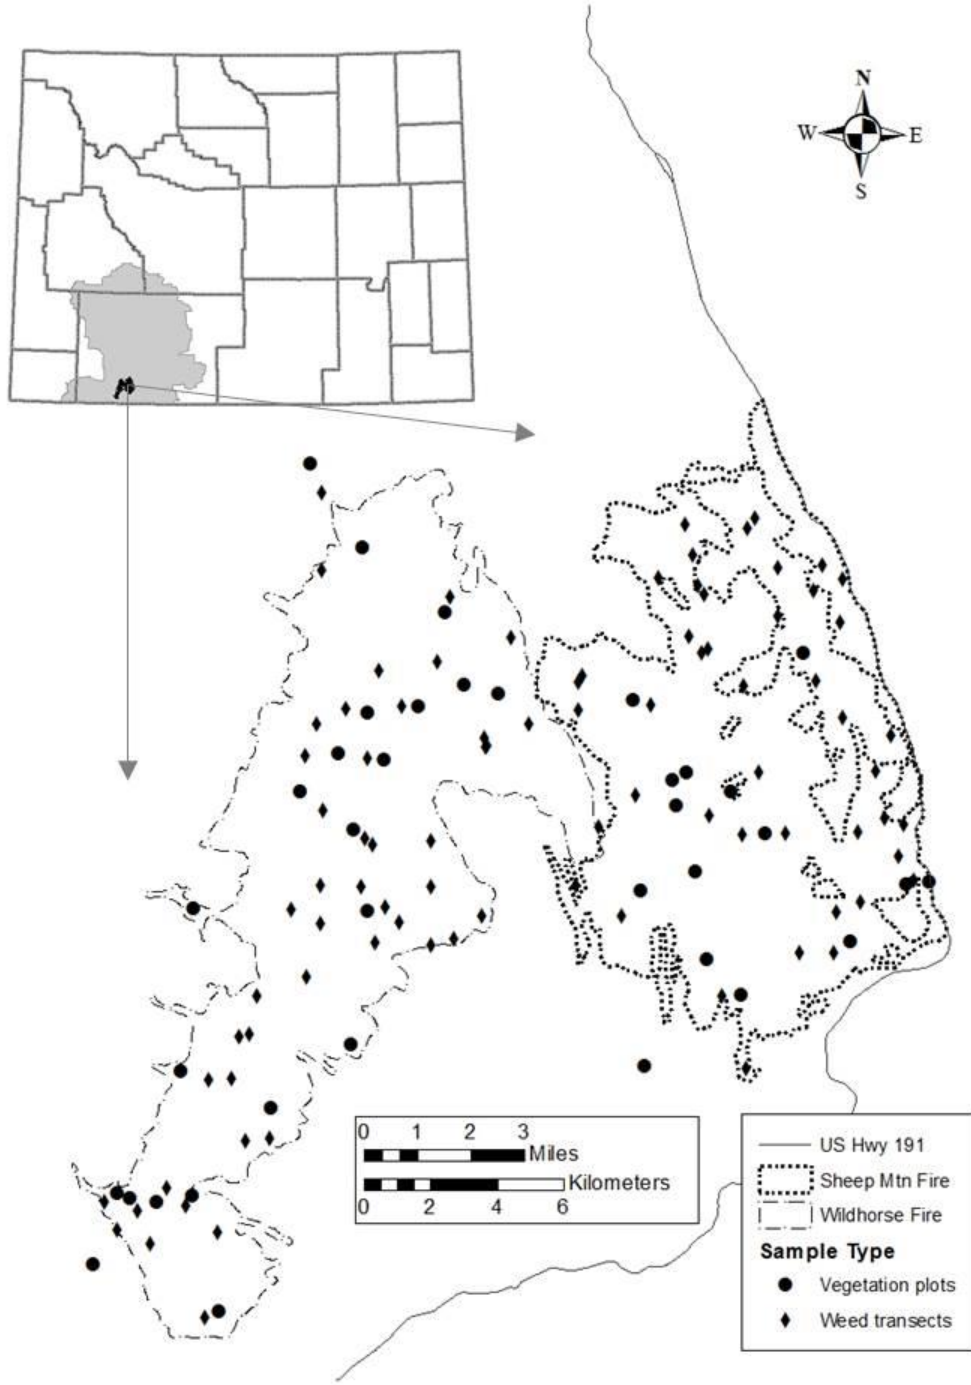 N
W E
S
0 1 2 3
Miles
Kilometers
0 2 4 6
US Hwy 191
Sheep Mtn Fire
Wildhorse Fire
Sample Type
Vegetation plots
Weed transects